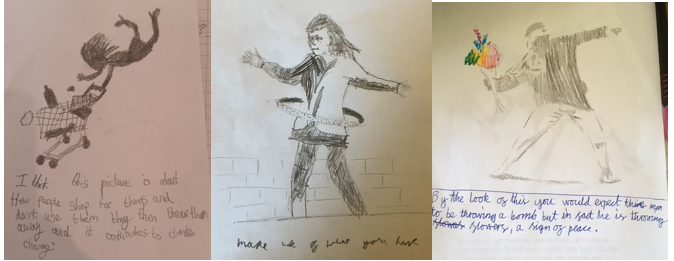 I think this picture is about
How people shop for things and
dont use them they then throw them
away and it contributes to climate
change
make use of what you have
By the look of this you would expect this man
to be throwing a bomb but in fact he is throwing
flowers, a sign of peace.